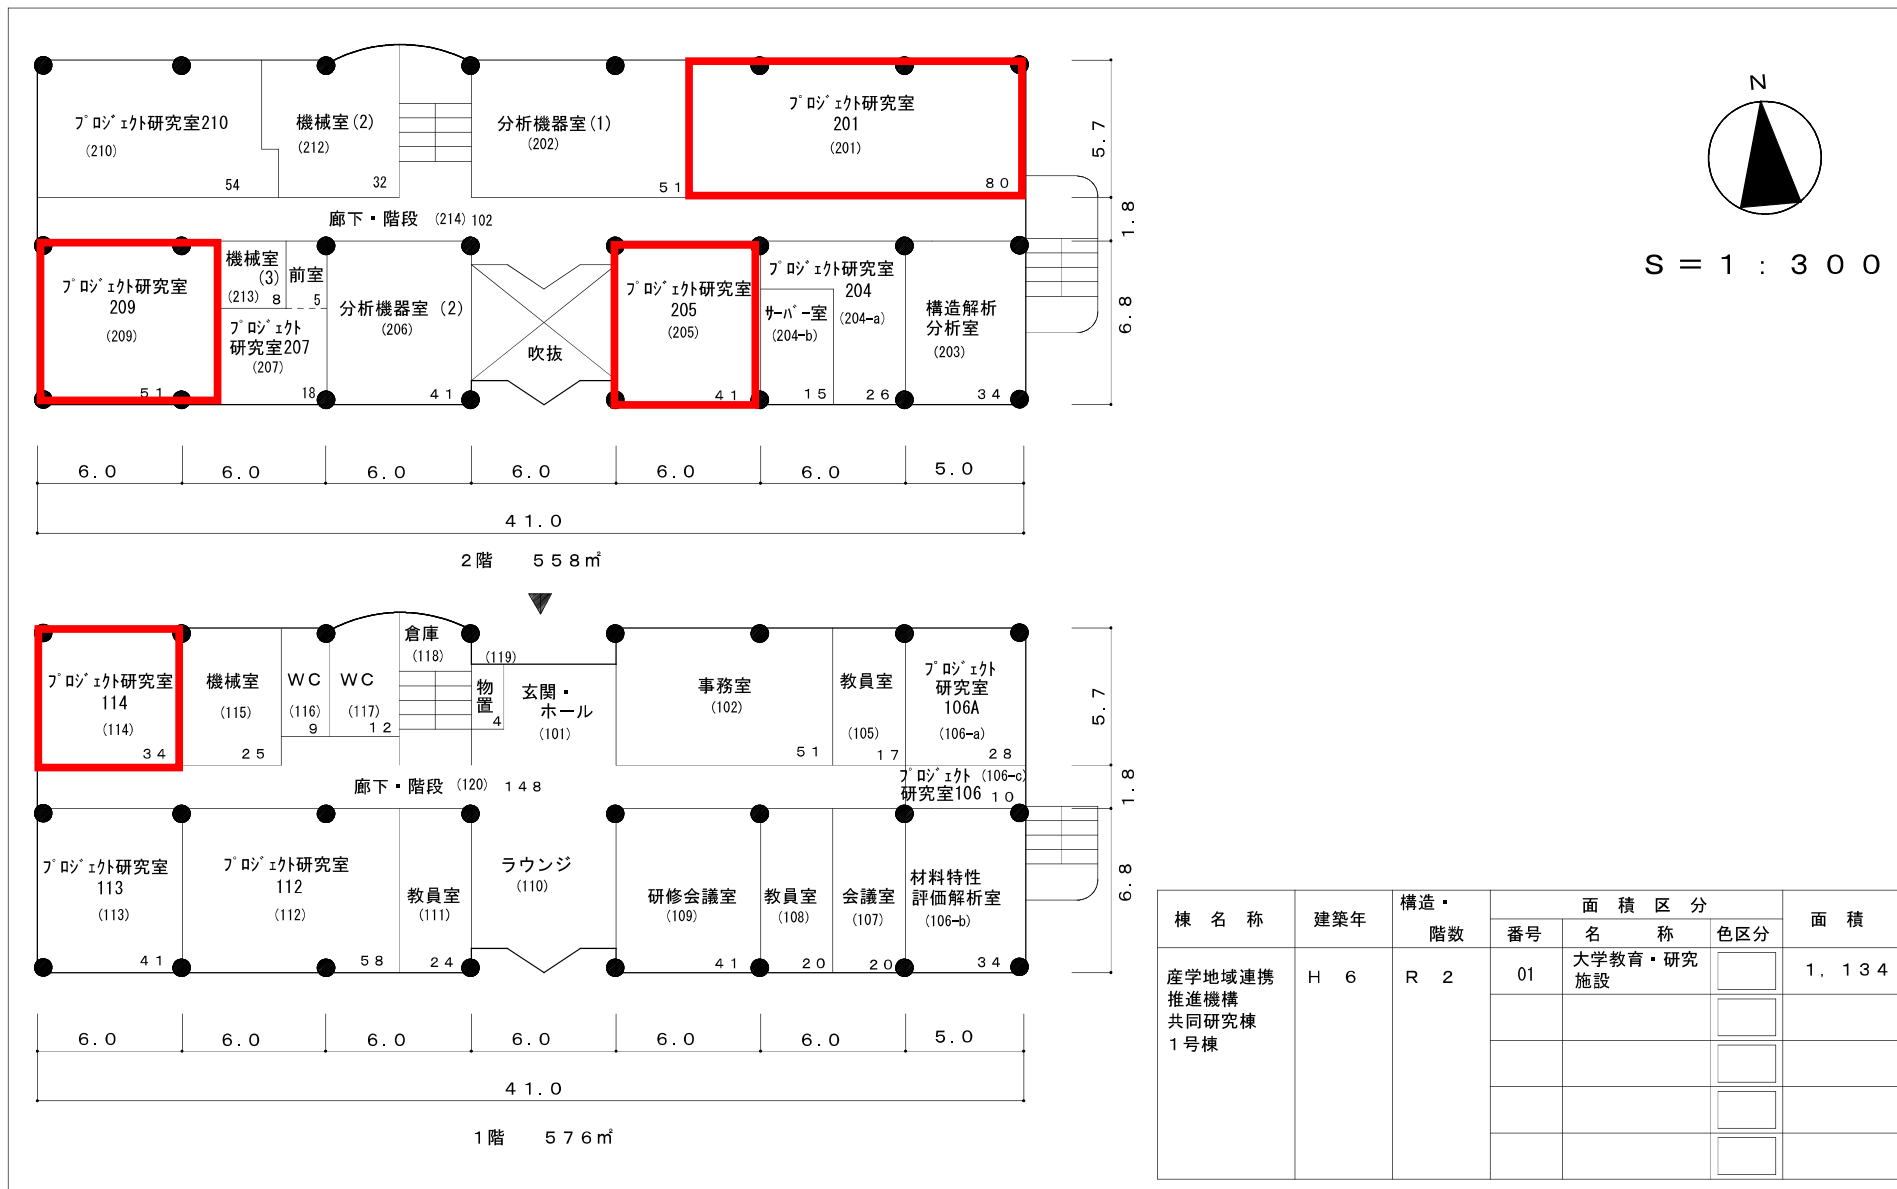 プロジェクト研究室210
(210)
54
機械室(2)
(212)
32
分析機器室(1)
(202)
51
プロジェクト研究室
201
(201)
80
廊下・階段 (214) 102
プロジェクト研究室
209
(209)
51
機械室
(3)
(213) 8
前室
5
プロジェクト
研究室207
(207)
18
分析機器室 (2)
(206)
41
吹抜
プロジェクト研究室
205
(205)
41
プロジェクト研究室
204
(204-a)
26
サーバー室
(204-b)
15
構造解析
分析室
(203)
34
5.7
1.8
6.8
6.0 6.0 6.0 6.0 6.0 6.0 5.0
41.0
2階 558㎡
N
S=1:300
プロジェクト研究室
114
(114)
34
機械室
(115)
25
WC
(116)
9
WC
(117)
12
倉庫
(118)
(119)
物置
4
玄関・
ホール
(101)
事務室
(102)
51
教員室
(105)
17
プロジェクト
研究室
106A
(106-a)
28
廊下・階段 (120) 148
プロジェクト (106-c)
研究室106 10
プロジェクト研究室
113
(113)
41
プロジェクト研究室
112
(112)
58
教員室
(111)
24
ラウンジ
(110)
研修会議室
(109)
41
教員室
(108)
20
会議室
(107)
20
材料特性
評価解析室
(106-b)
34
5.7
1.8
6.8
6.0 6.0 6.0 6.0 6.0 6.0 5.0
41.0
1階 576㎡
棟名称 建築年 構造・階数 面積区分 面積
番号 名称 色区分
産学地域連携
推進機構
共同研究棟
1号棟
H6 R2 01
大学教育・研究
施設
1,134